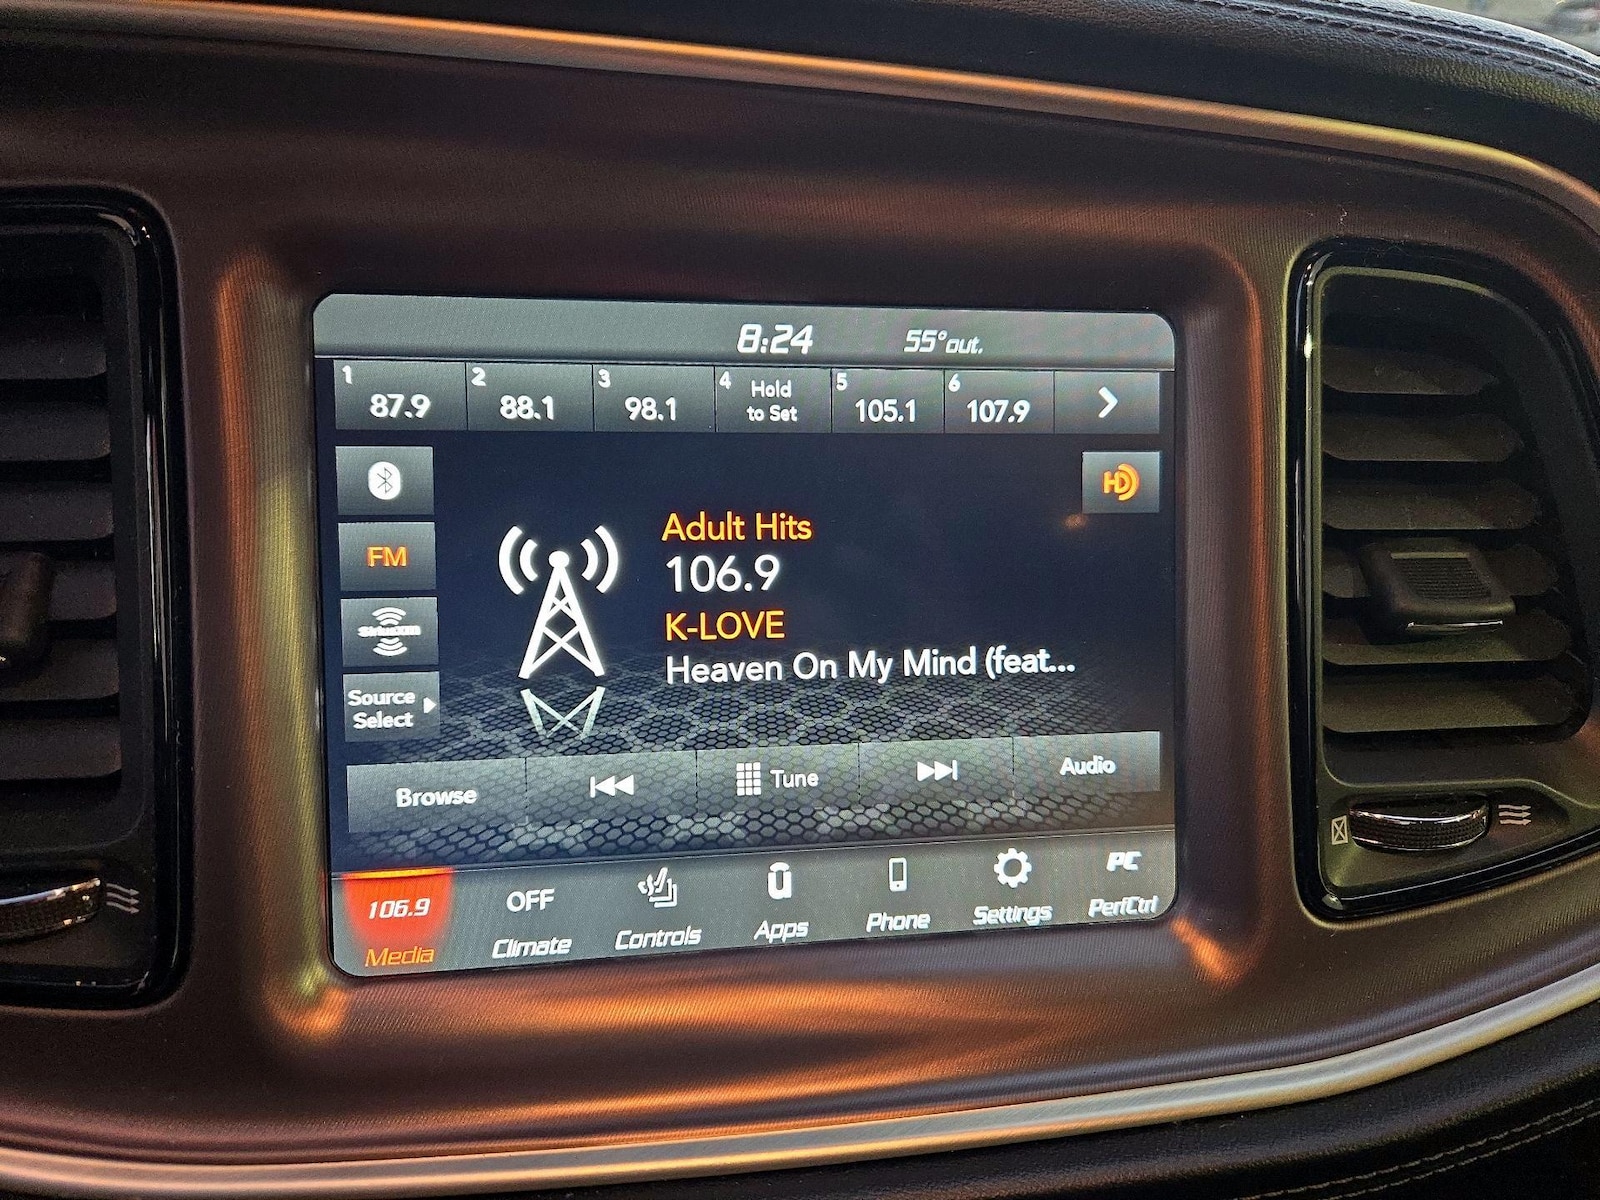 8:24
55° out.
1
87.9
2
88.1
3
98.1
4
Hold
to Set
5
105.1
6
107.9
HD
FM
SiriusXM
Source
Select
Adult Hits
106.9
K-LOVE
Heaven On My Mind (feat...
Browse
Tune
Audio
106.9
Media
OFF
Climate
Controls
Apps
Phone
Settings
PC
PerfCtrl